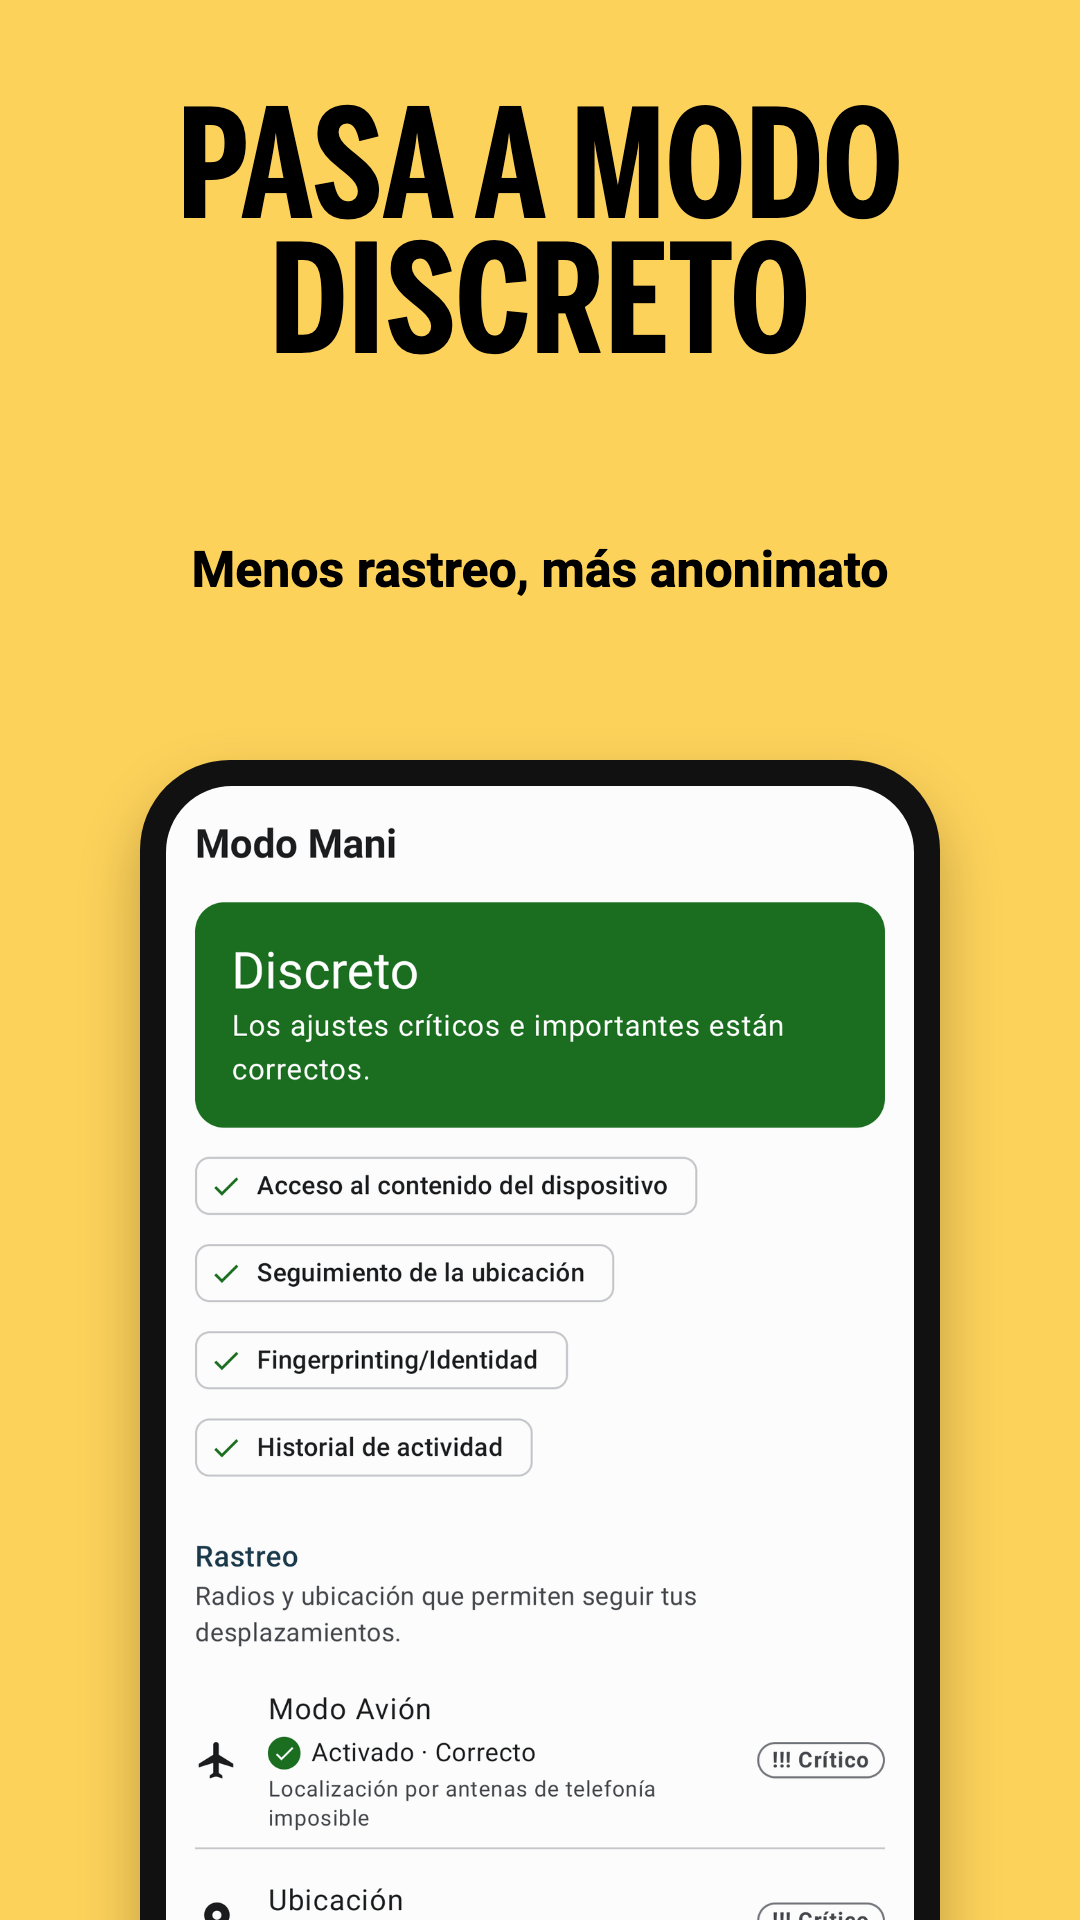 PASA A MODO
DISCRETO
Menos rastreo, más anonimato
Modo Mani
Discreto
Los ajustes críticos e importantes están
correctos.
Acceso al contenido del dispositivo
Seguimiento de la ubicación
Fingerprinting/Identidad
Historial de actividad
Rastreo
Radios y ubicación que permiten seguir tus
desplazamientos.
Modo Avión
Activado · Correcto
!!! Crítico
Localización por antenas de telefonía
imposible
Ubicación
!!! Crítico